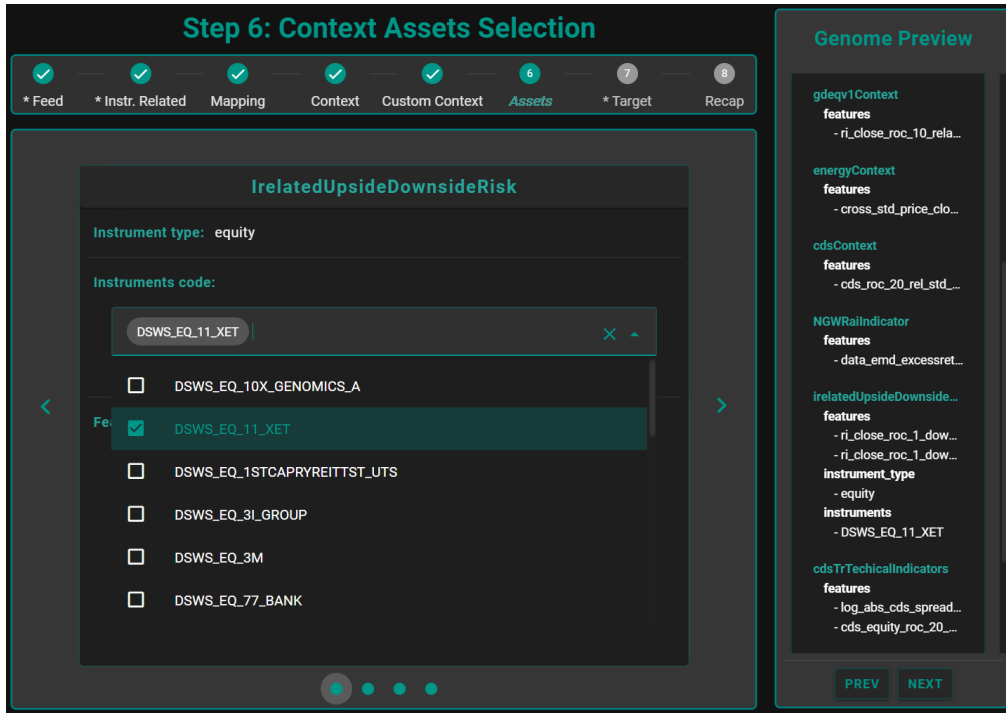 Step 6: Context Assets Selection
* Feed
* Instr. Related
Mapping
Context
Custom Context
6
Assets
7
* Target
8
Recap
IrelatedUpsideDownsideRisk
Instrument type: equity
Instruments code:
DSWS_EQ_11_XET
DSWS_EQ_10X_GENOMICS_A
Fe
DSWS_EQ_11_XET
DSWS_EQ_1STCAPRYREITTST_UTS
DSWS_EQ_3I_GROUP
DSWS_EQ_3M
DSWS_EQ_77_BANK
Genome Preview
gdeqv1Context
features
- ri_close_roc_10_rela...
energyContext
features
- cross_std_price_clo...
cdsContext
features
- cds_roc_20_rel_std_...
NGWRaiIndicator
features
- data_emd_excessret...
irelatedUpsideDownside...
features
- ri_close_roc_1_dow...
- ri_close_roc_1_dow...
instrument_type
- equity
instruments
- DSWS_EQ_11_XET
cdsTrTechicalIndicators
features
- log_abs_cds_spread...
- cds_equity_roc_20_...
PREV
NEXT